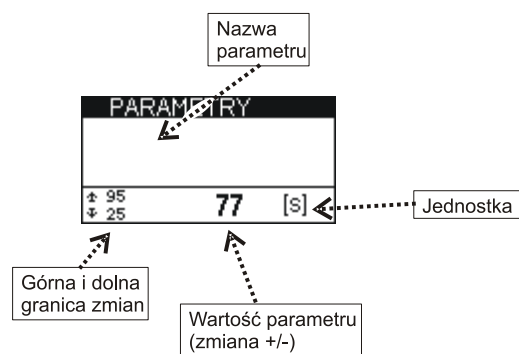 Nazwa
parametru
PARAMETRY
95
25
77
[s]
Jednostka
Górna i dolna
granica zmian
Wartość parametru
(zmiana +/-)